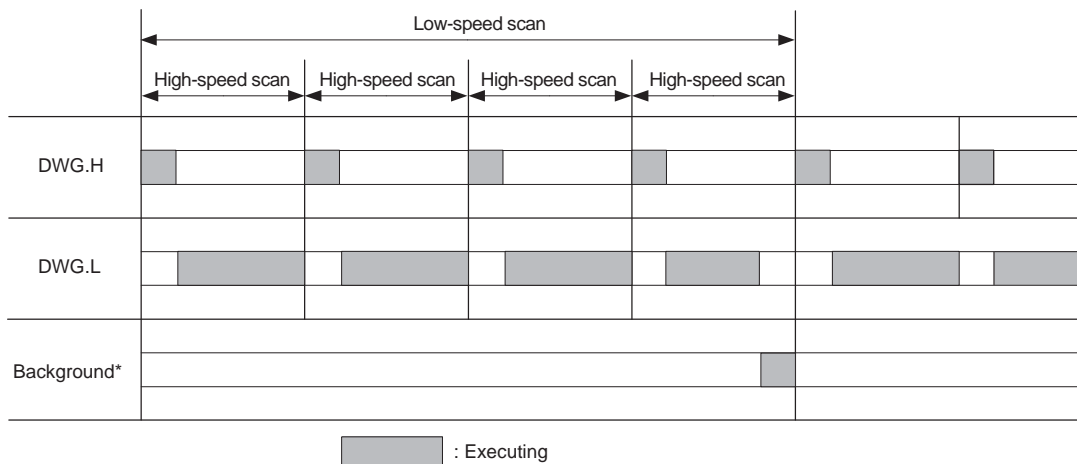 Low-speed scan
High-speed scan High-speed scan High-speed scan High-speed scan
DWG.H
DWG.L
Background*
: Executing